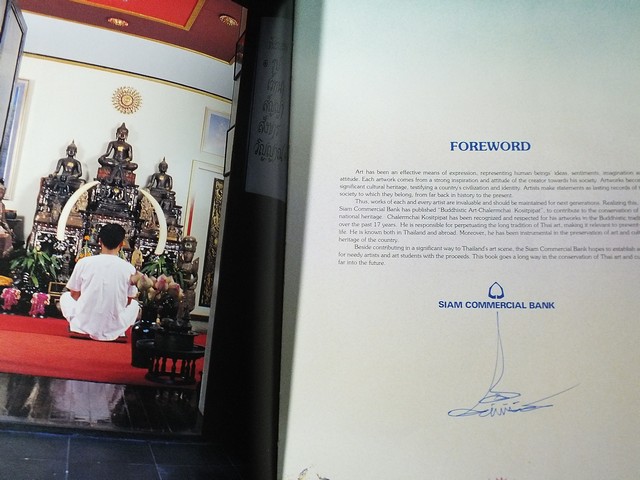 FOREWORD
Art has been an effective means of expression, representing human beings' ideas, sentiments, imagination
attitude. Each artwork comes from a strong inspiration and attitude of the creator towards his society. Artworks
significant cultural heritage, testifying a country's civilization and identity. Artists make statements as lasting records of
society to which they belong, from far back in history to the present.
Thus, works of each and every artist are invaluable and should be maintained for next generations. Realizing this,
Siam Commercial Bank has published "Buddhistic Art-Chalermchai Kositpipat", to contribute to the conservation of
national heritage. Chalermchai Kositpipat has been recognized and respected for his artworks in the Buddhistic
over the past 17 years. He is responsible for perpetuating the long tradition of Thai art, making it relevant to
life. He is known both in Thailand and abroad. Moreover, he has been instrumental in the preservation of art and
heritage of the country.
Beside contributing in a significant way to Thailand's art scene, the Siam Commercial Bank hopes to establish
for needy artists and art students with the proceeds. This book goes a long way in the conservation of Thai art and
far into the future.
SIAM COMMERCIAL BANK